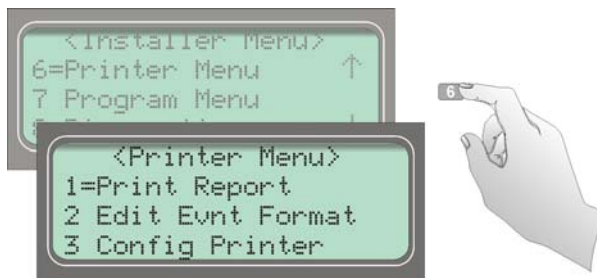 <Installer Menu>
6=Printer Menu ↑
7 Program Menu
<Printer Menu>
1=Print Report
2 Edit Evnt Format
3 Config Printer
6